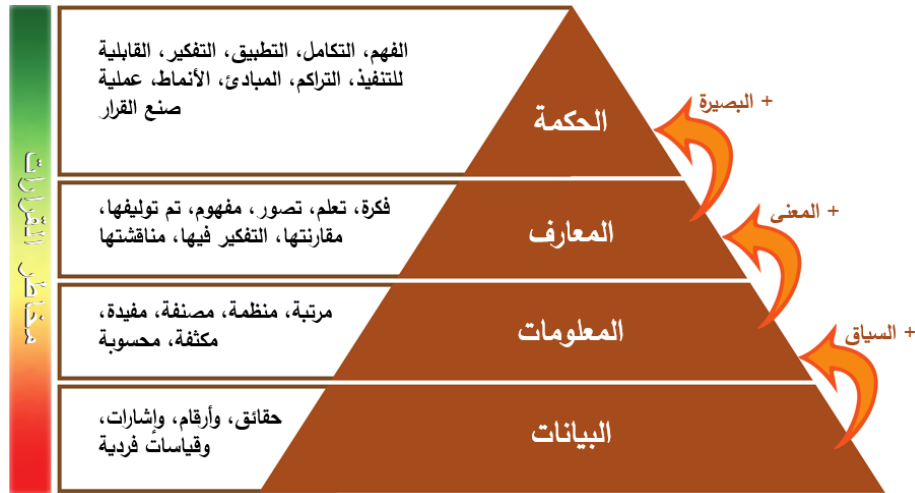 مخاطر القرارات
الفهم، التكامل، التطبيق، التفكير، القابلية
للتنفيذ، التراكم، المبادئ، الأنماط، عملية
صنع القرار
الحكمة
+ البصيرة
فكرة، تعلم، تصور، مفهوم، تم توليفها،
مقارنتها، التفكير فيها، مناقشتها
المعارف
+ المعنى
مرتبة، منظمة، مصنفة، مفيدة،
مكثفة، محسوبة
المعلومات
+ السياق
حقائق، وأرقام، وإشارات،
وقياسات فردية
البيانات